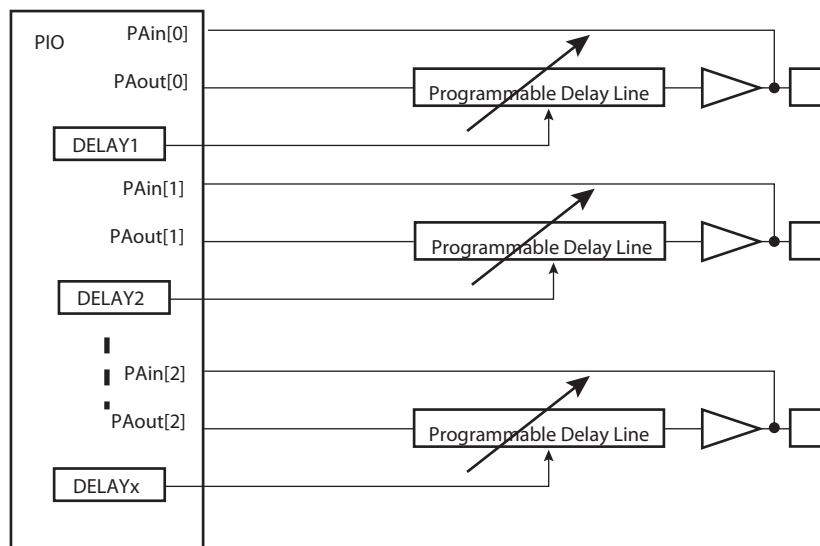 PIO
PAin[0]
PAout[0]
Programmable Delay Line
DELAY1
PAin[1]
PAout[1]
Programmable Delay Line
DELAY2
PAin[2]
PAout[2]
Programmable Delay Line
DELAYx